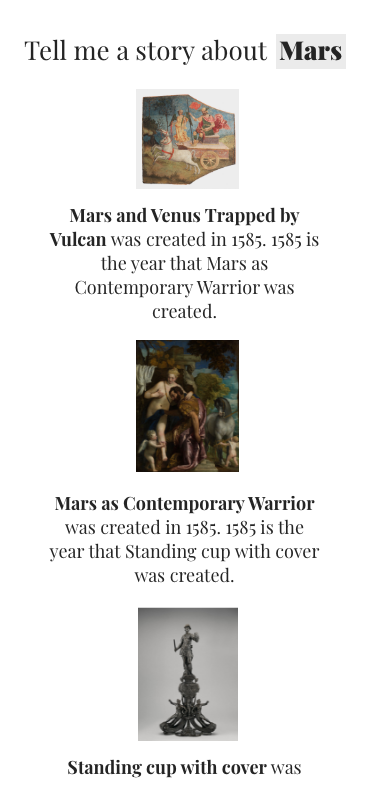 Tell me a story about Mars
Mars and Venus Trapped by
Vulcan was created in 1585. 1585 is
the year that Mars as
Contemporary Warrior was
created.
Mars as Contemporary Warrior
was created in 1585. 1585 is the
year that Standing cup with cover
was created.
Standing cup with cover was